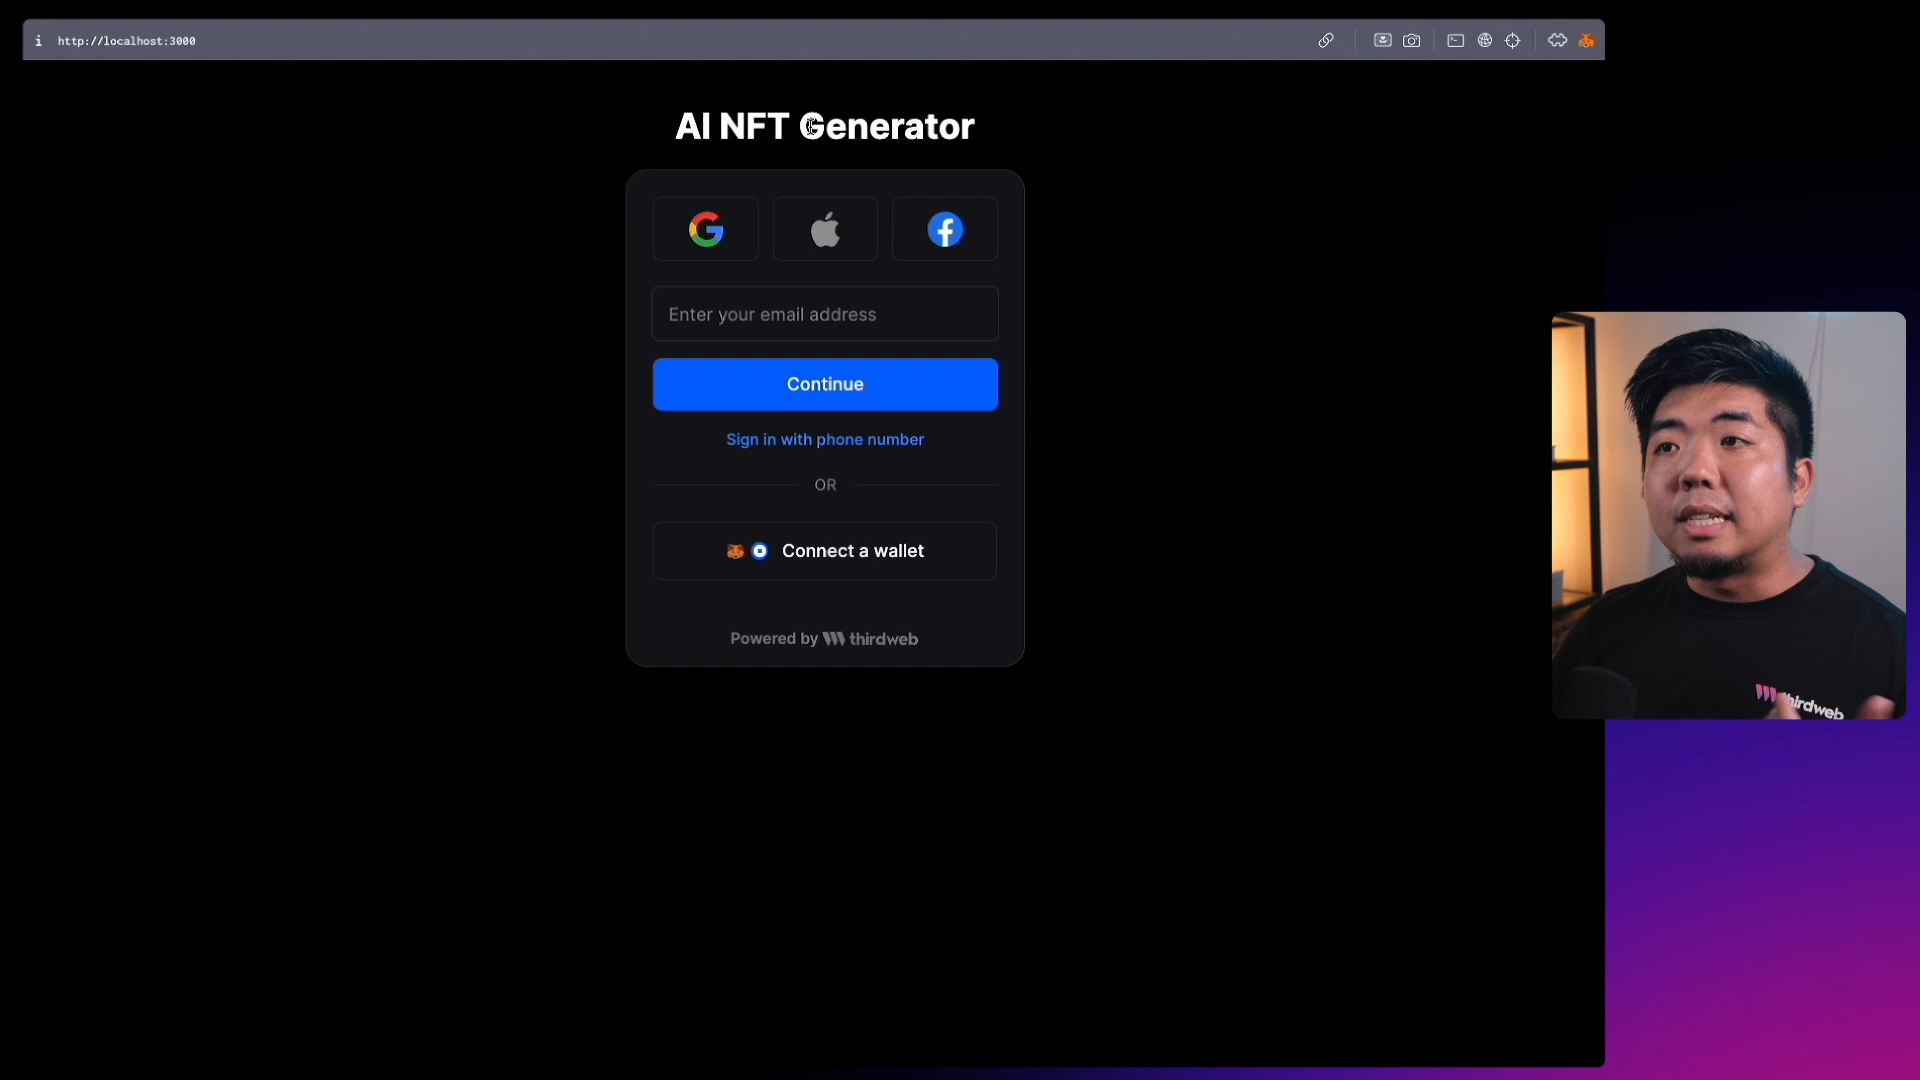 http://localhost:3000
AI NFT Generator
Enter your email address
Continue
Sign in with phone number
OR
Connect a wallet
Powered by thirdweb
thirdweb